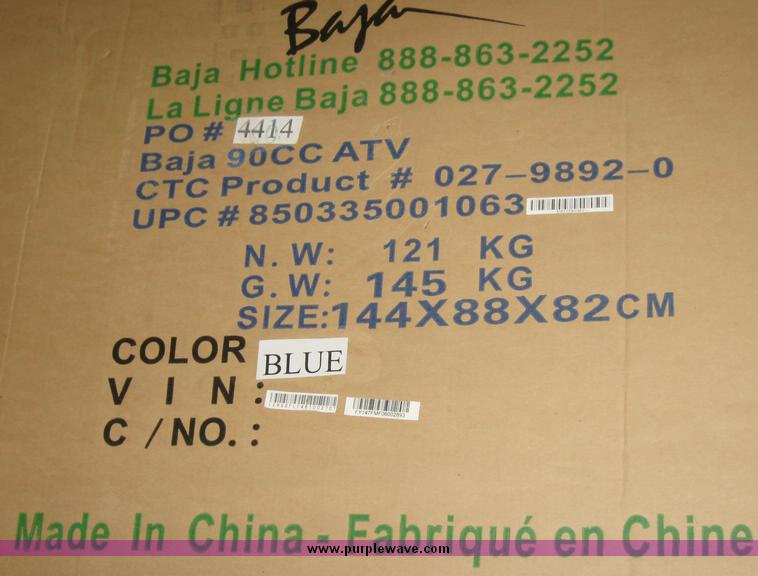 Baja
Baja Hotline 888-863-2252
La Ligne Baja 888-863-2252
PO # 4414
Baja 90CC ATV
CTC Product # 027-9892-0
UPC # 850335001063
N. W: 121 KG
G. W: 145 KG
SIZE:144X88X82CM
COLOR BLUE
V I N :
FY147FMF06002893
C /NO. :
Made In China - Fabriqué en Chine
www.purplewave.com